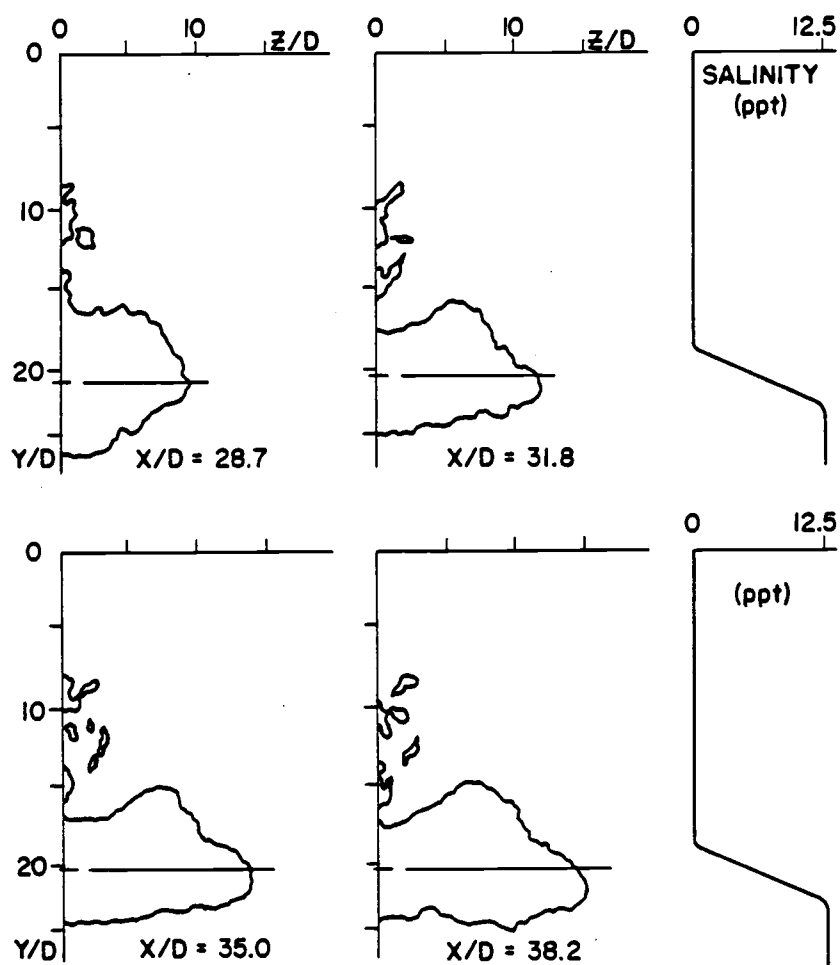 0 10 Z/D
0 10 Z/D
0 12.5
0
SALINITY
(ppt)
10
20
Y/D
X/D = 28.7
X/D = 31.8
0 12.5
0
(ppt)
10
20
Y/D
X/D = 35.0
X/D = 38.2